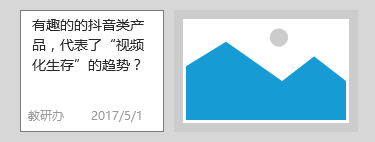 有趣的的抖音类产
品，代表了“视频
化生存”的趋势？
教研办 2017/5/1